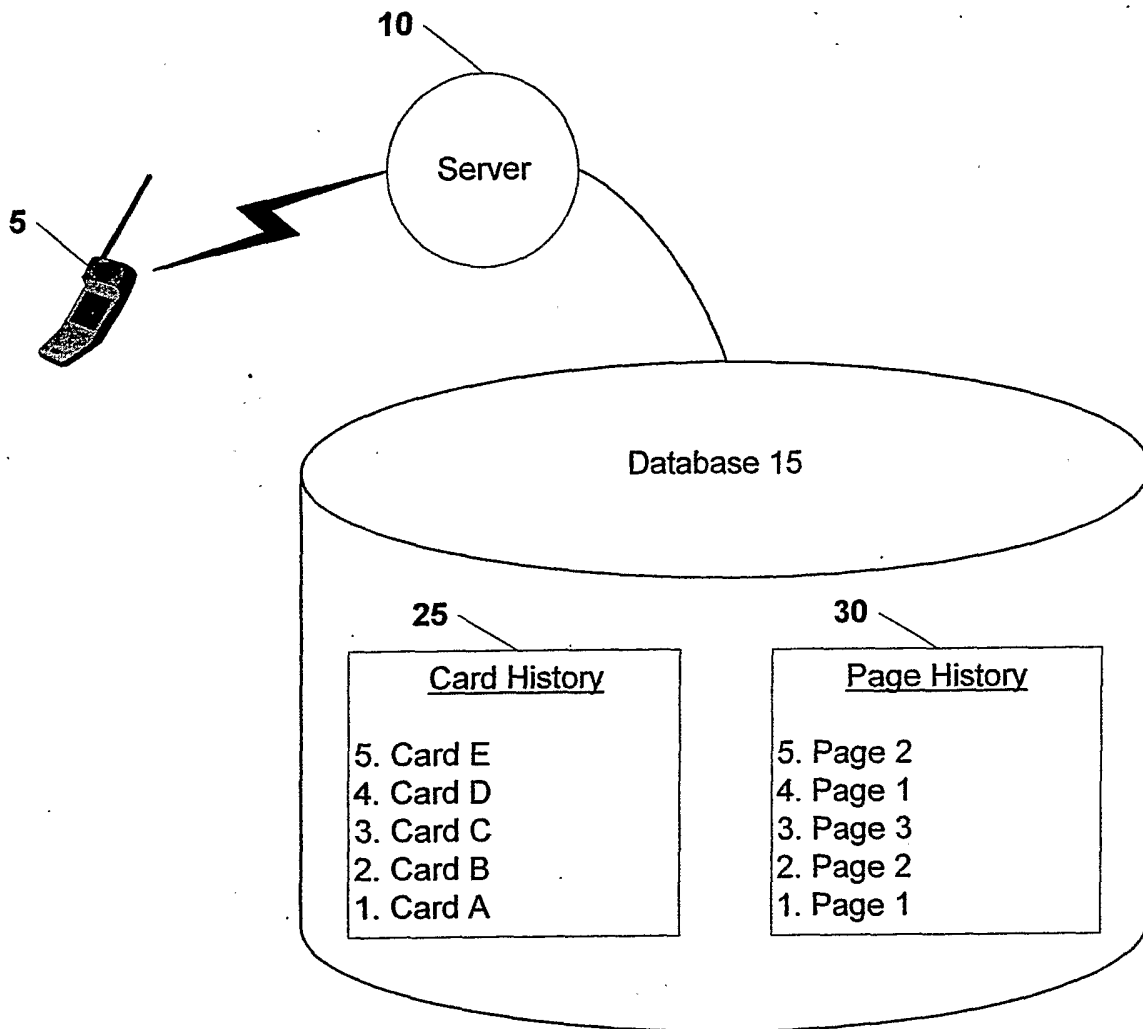 10
Server
5
Database 15
25
Card History
5. Card E
4. Card D
3. Card C
2. Card B
1. Card A
30
Page History
5. Page 2
4. Page 1
3. Page 3
2. Page 2
1. Page 1